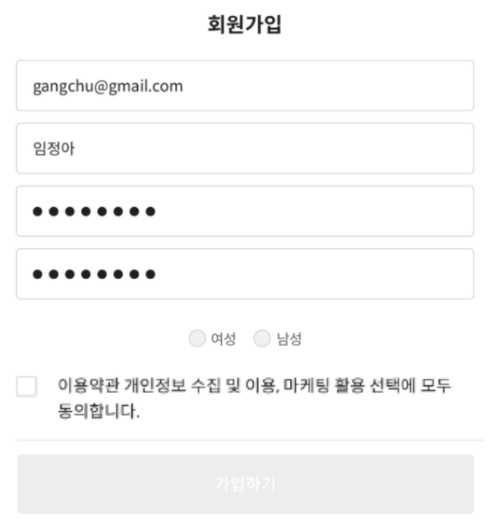 회원가입
gangchu@gmail.com
임정아
●●●●●●●●
●●●●●●●●
여성 남성
이용약관 개인정보 수집 및 이용, 마케팅 활용 선택에 모두
동의합니다.
가입하기